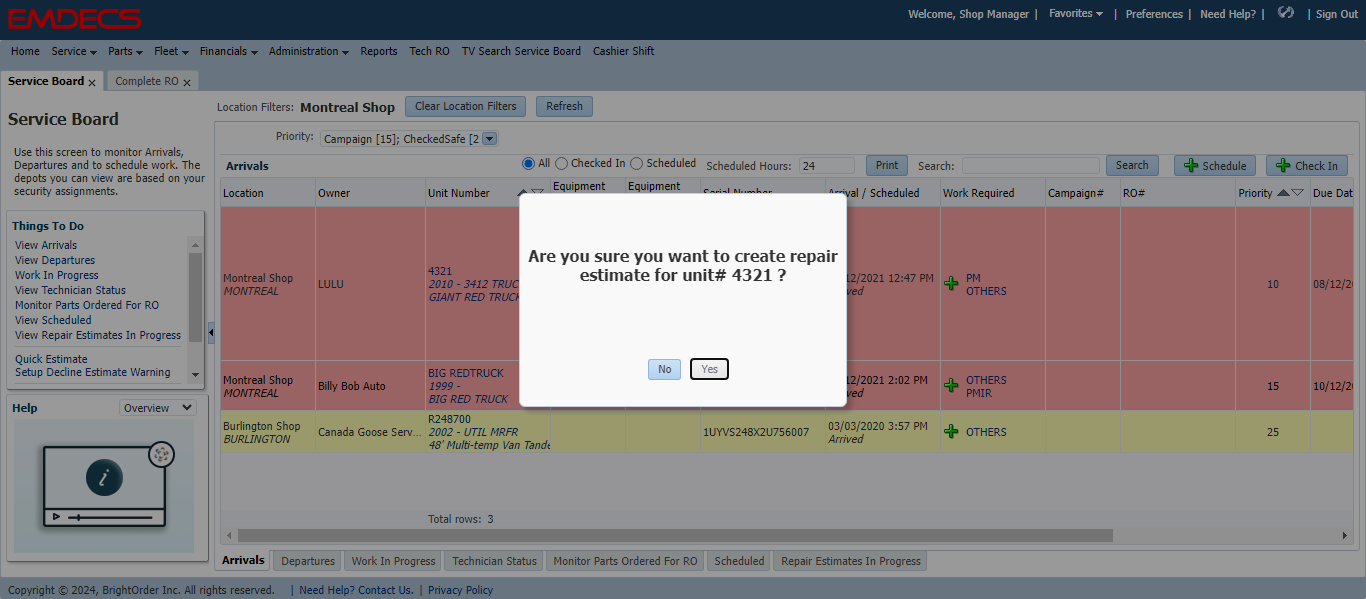 EMDECS
Welcome, Shop Manager | Favorites | Preferences | Need Help? | | Sign Out
Home Service Parts Fleet Financials Administration Reports Tech RO TV Search Service Board Cashier Shift
Service Board x Complete RO x
Service Board
Use this screen to monitor Arrivals,
Departures and to schedule work. The
depots you can view are based on your
security assignments.
Things To Do
View Arrivals
View Departures
Work In Progress
View Technician Status
Monitor Parts Ordered For RO
View Scheduled
View Repair Estimates In Progress
Quick Estimate
Setup Decline Estimate Warning
Help Overview
i
Location Filters: Montreal Shop Clear Location Filters Refresh
Priority: Campaign [15]; CheckedSafe [2
Arrivals All Checked In Scheduled Scheduled Hours: 24 Print Search: Search Schedule Check In
Location Owner Unit Number Equipment Equipment Serial Number Arrival / Scheduled Work Required Campaign# RO# Priority Due Dat
Montreal Shop
MONTREAL
LULU
4321
2010 - 3412 TRUC
GIANT RED TRUCK
12/2021 12:47 PM
PM
OTHERS
10
08/12/20
Montreal Shop
MONTREAL
Billy Bob Auto
BIG REDTRUCK
1999 -
BIG RED TRUCK
12/2021 2:02 PM
OTHERS
PMIR
15
10/12/20
Burlington Shop
BURLINGTON
Canada Goose Serv...
R248700
2002 - UTIL MRFR
48' Multi-temp Van Tande
1UYVS248X2U756007
03/03/2020 3:57 PM
Arrived
OTHERS
25
Total rows: 3
Are you sure you want to create repair
estimate for unit# 4321 ?
No Yes
Arrivals Departures Work In Progress Technician Status Monitor Parts Ordered For RO Scheduled Repair Estimates In Progress
Copyright © 2024, BrightOrder Inc. All rights reserved. | Need Help? Contact Us. | Privacy Policy